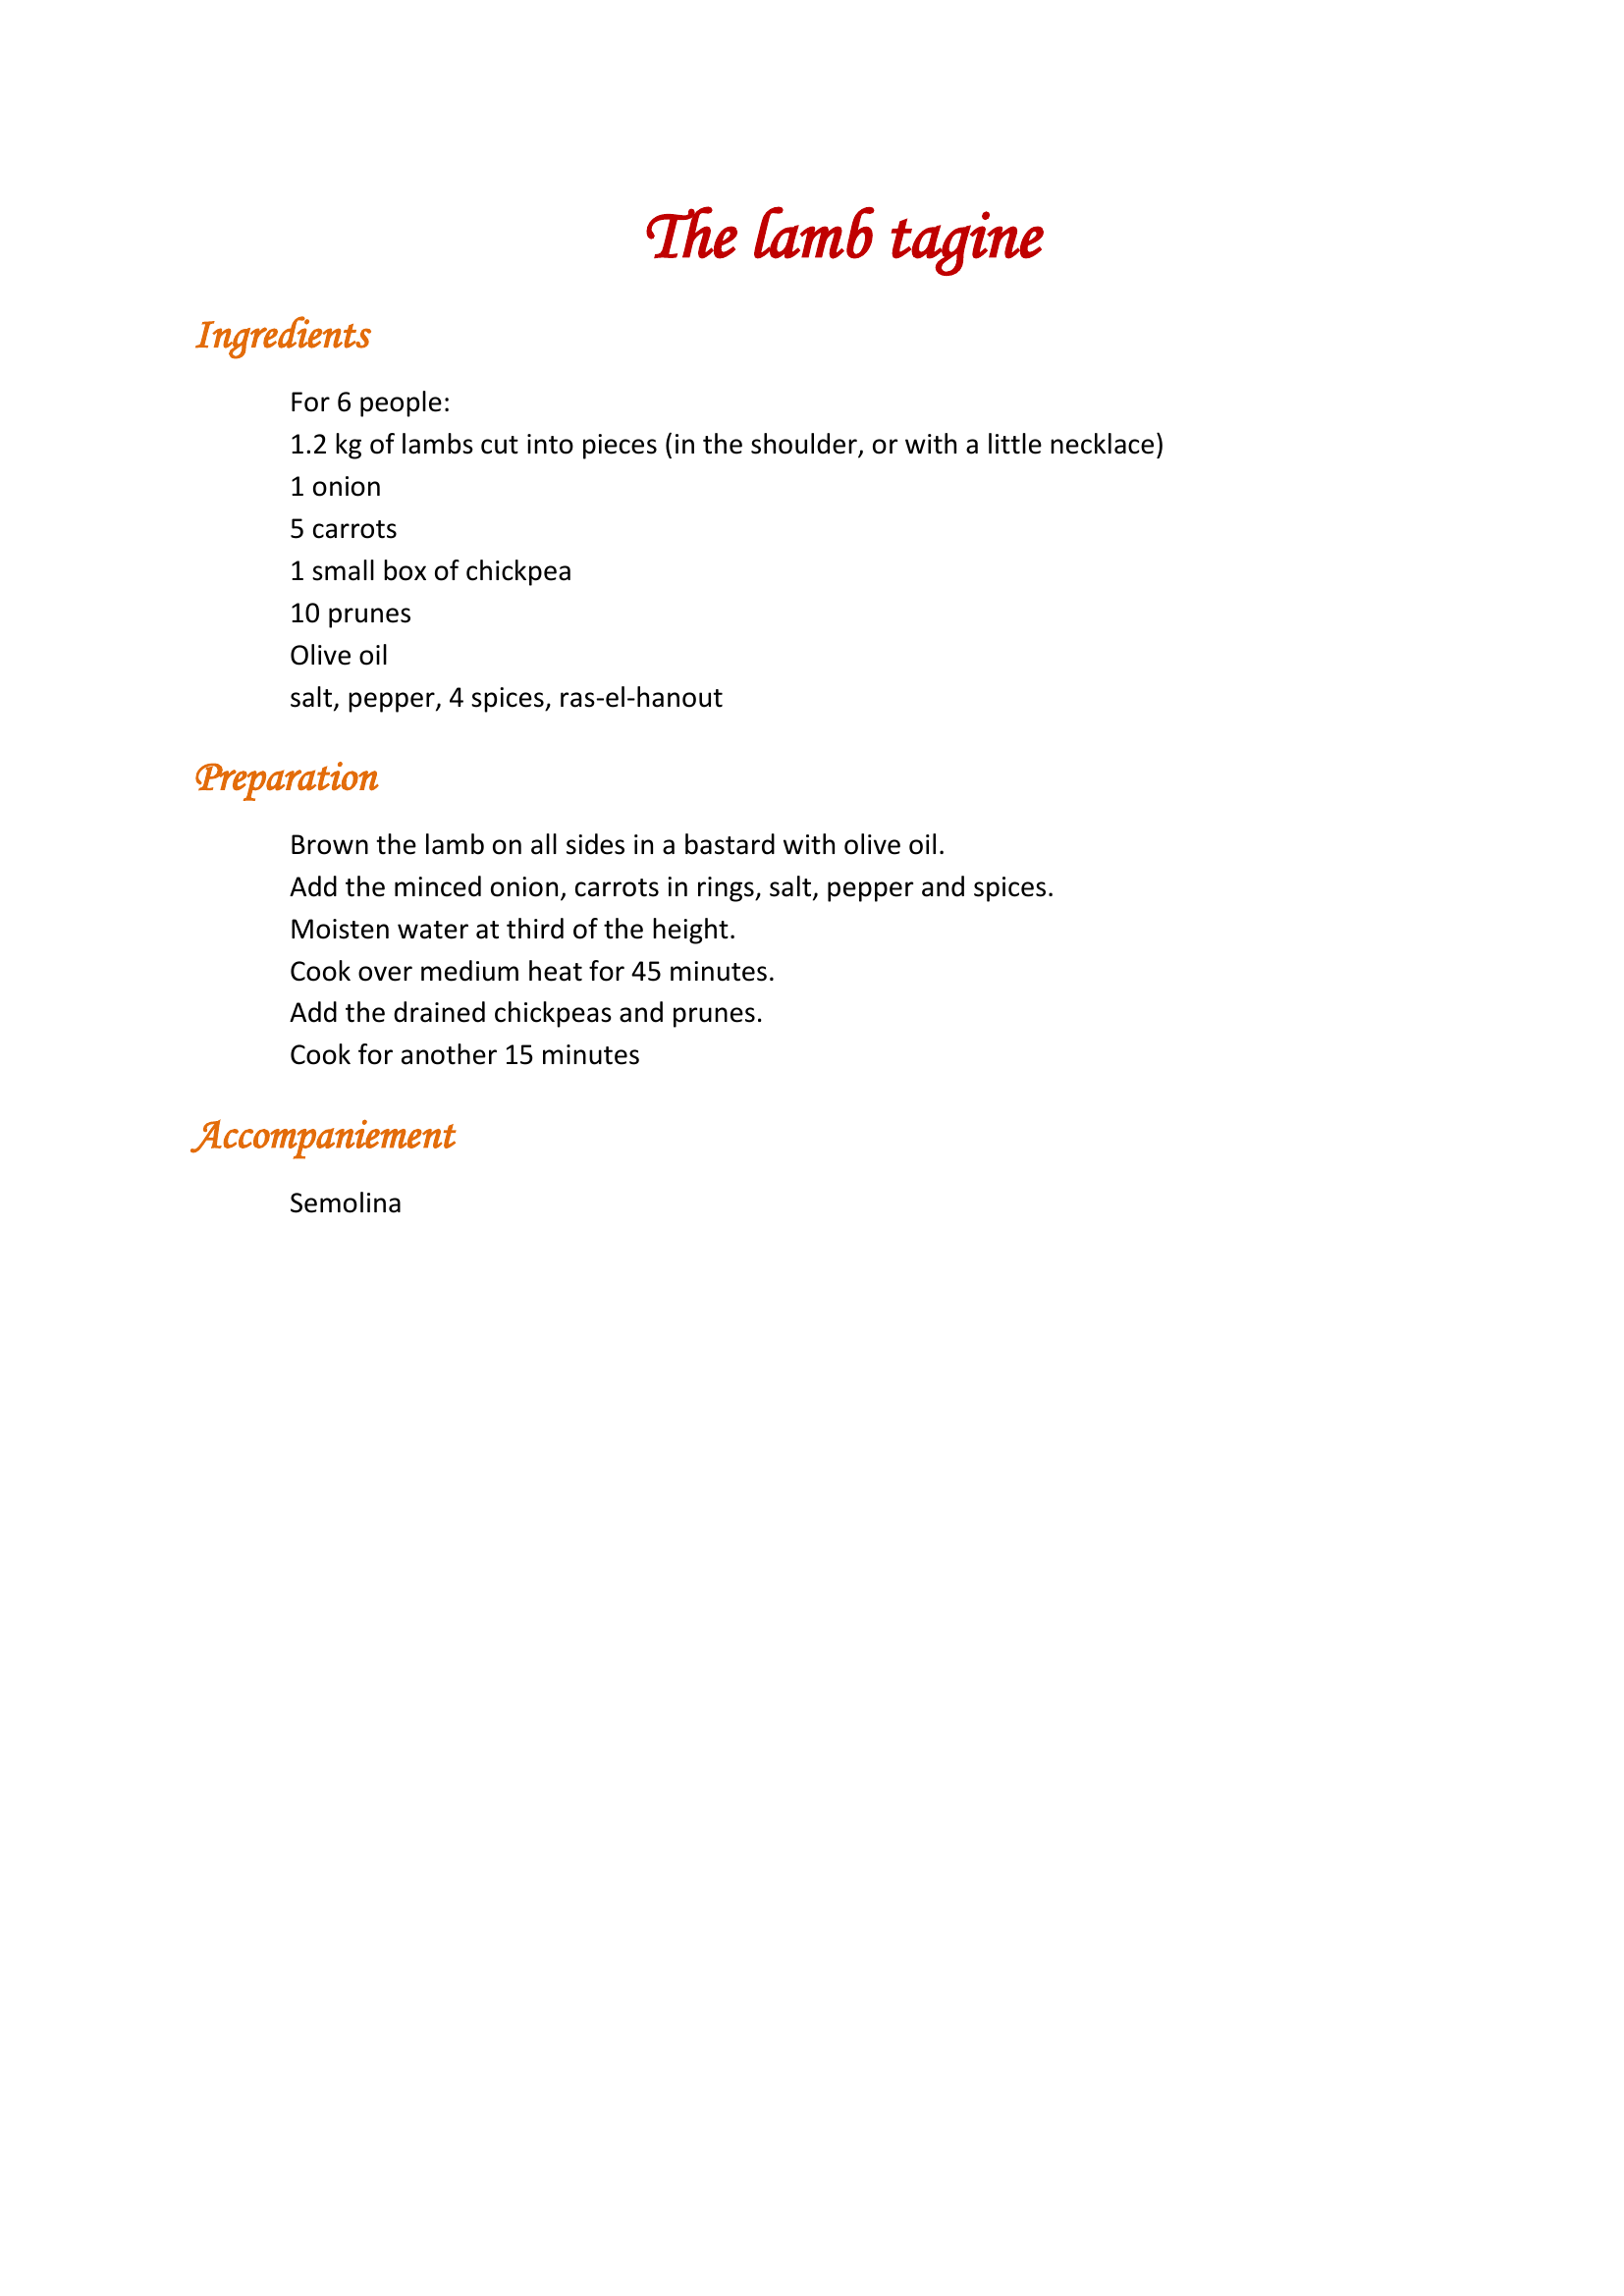 The lamb tagine
Ingredients
For 6 people:
1.2 kg of lambs cut into pieces (in the shoulder, or with a little necklace)
1 onion
5 carrots
1 small box of chickpea
10 prunes
Olive oil
salt, pepper, 4 spices, ras-el-hanout
Preparation
Brown the lamb on all sides in a bastard with olive oil.
Add the minced onion, carrots in rings, salt, pepper and spices.
Moisten water at third of the height.
Cook over medium heat for 45 minutes.
Add the drained chickpeas and prunes.
Cook for another 15 minutes
Accompaniement
Semolina